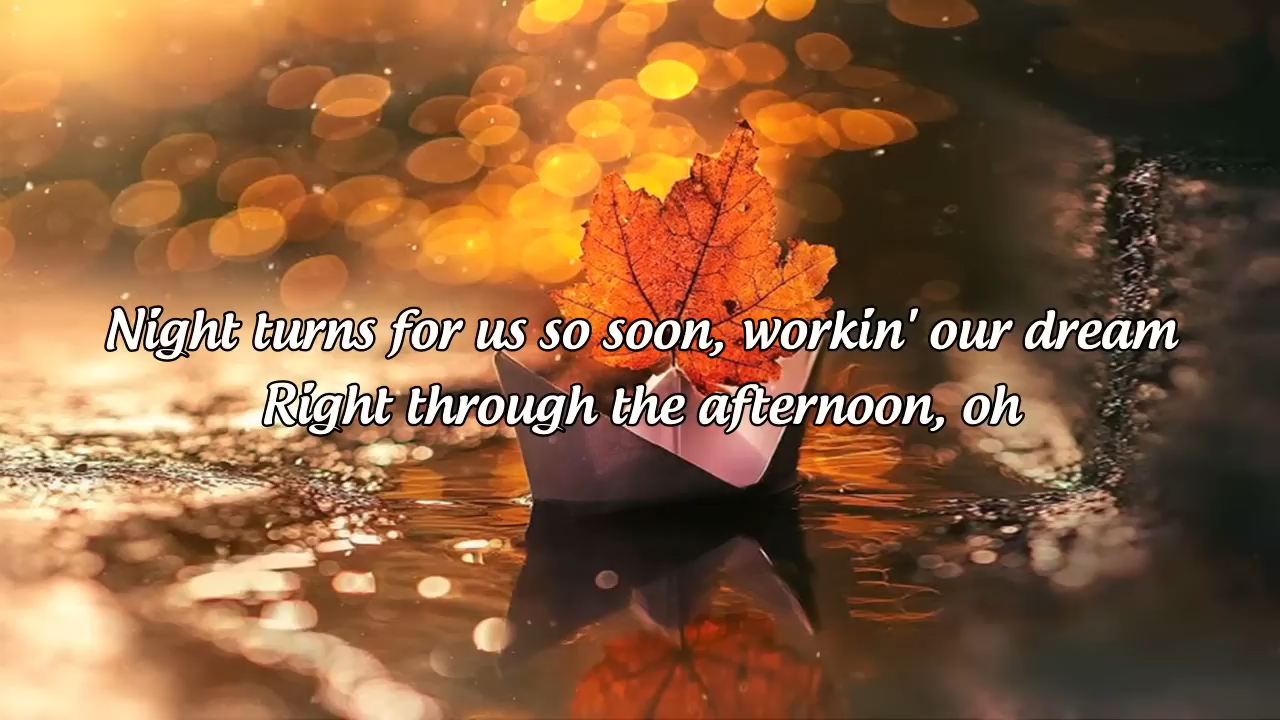 Night turns for us so soon, workin' our dream
Right through the afternoon, oh